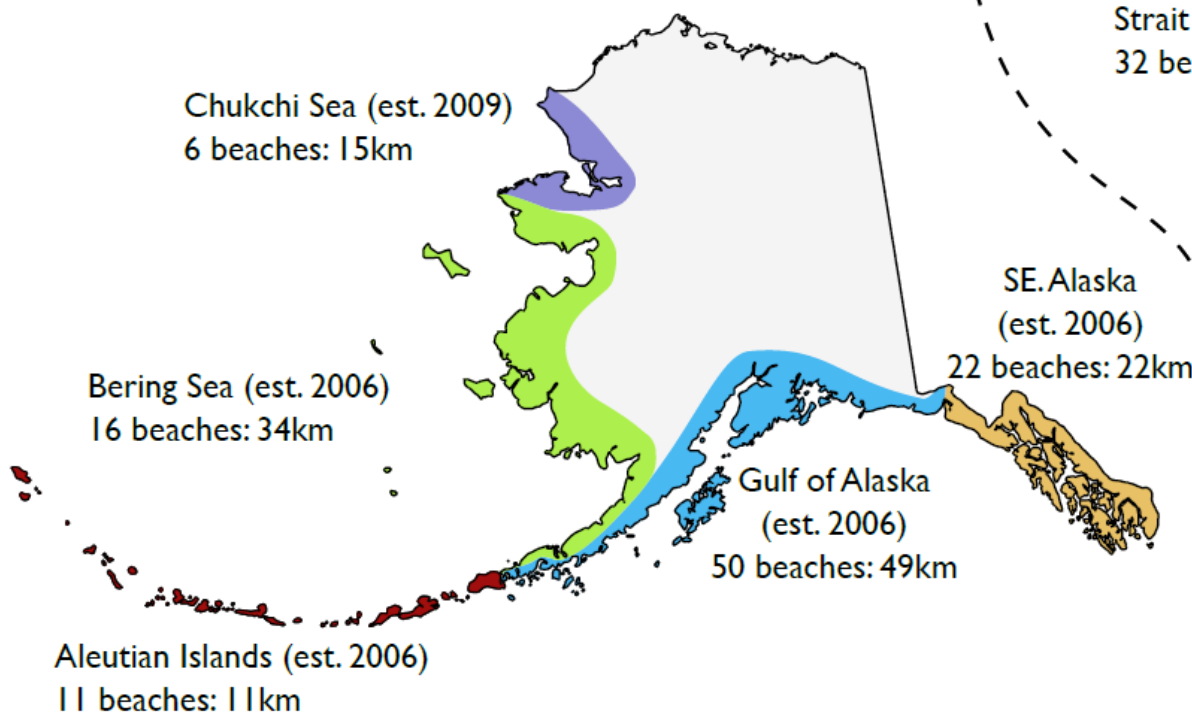 Strait
32 be
Chukchi Sea (est. 2009)
6 beaches: 15km
SE. Alaska
(est. 2006)
22 beaches: 22km
Bering Sea (est. 2006)
16 beaches: 34km
Gulf of Alaska
(est. 2006)
50 beaches: 49km
Aleutian Islands (est. 2006)
11 beaches: 11km